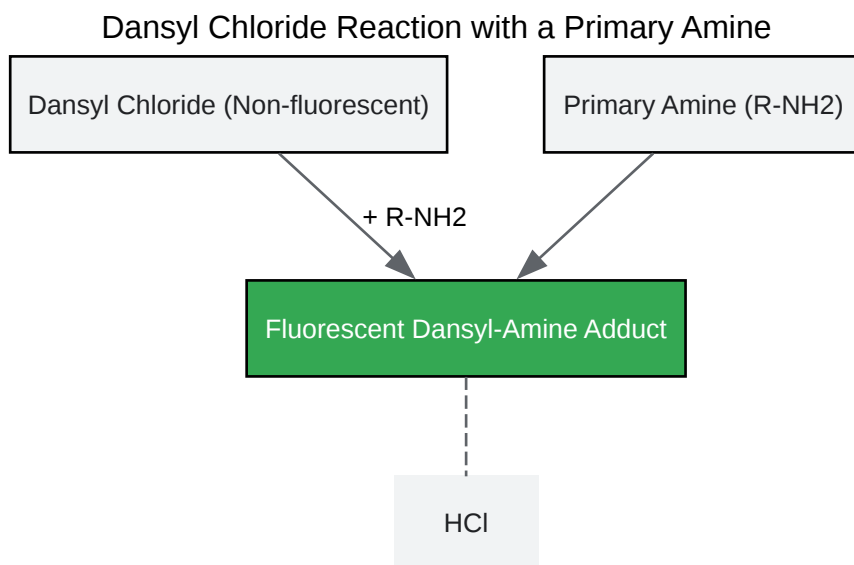 Dansyl Chloride Reaction with a Primary Amine
Dansyl Chloride (Non-fluorescent)
Primary Amine (R-NH2)
+ R-NH2
Fluorescent Dansyl-Amine Adduct
HCl